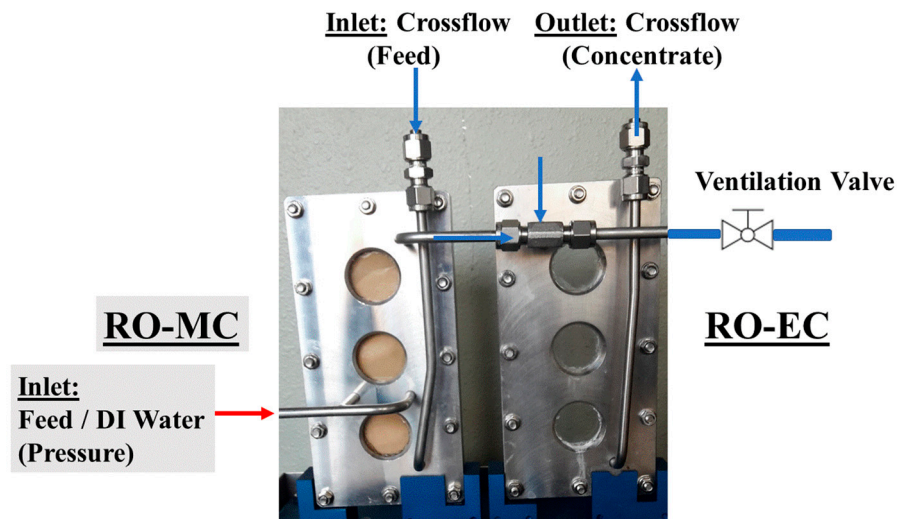 Inlet: Crossflow
(Feed)
Outlet: Crossflow
(Concentrate)
Ventilation Valve
RO-MC
RO-EC
Inlet:
Feed / DI Water
(Pressure)